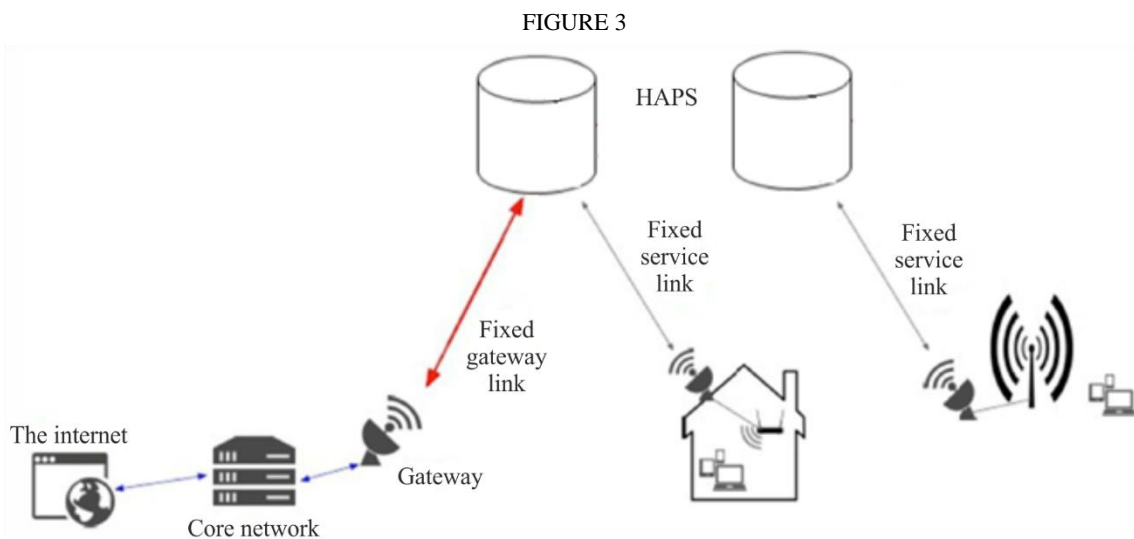 FIGURE 3
HAPS
Fixed
service
link
Fixed
service
link
Fixed
gateway
link
The internet
Gateway
Core network